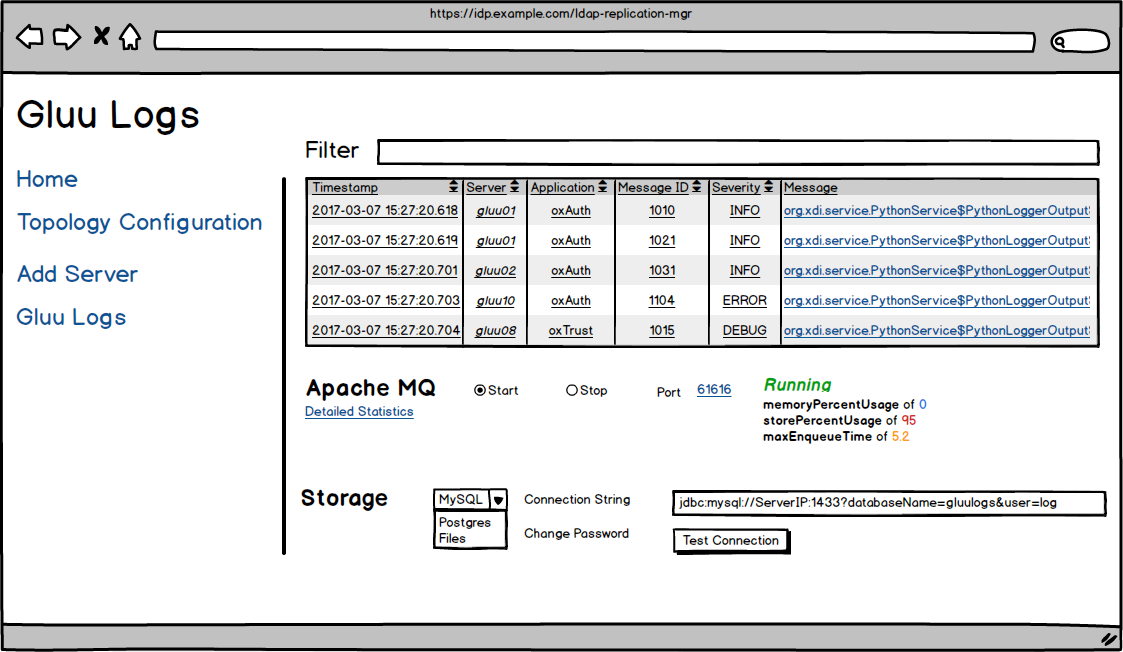 https://idp.example.com/ldap-replication-mgr
Gluu Logs
Home
Topology Configuration
Add Server
Gluu Logs
Filter
Timestamp Server Application Message ID Severity Message
2017-03-07 15:27:20.618 gluu01 oxAuth 1010 INFO org.xdi.service.PythonService$PythonLoggerOutputS
2017-03-07 15:27:20.619 gluu01 oxAuth 1021 INFO org.xdi.service.PythonService$PythonLoggerOutputS
2017-03-07 15:27:20.701 gluu02 oxAuth 1031 INFO org.xdi.service.PythonService$PythonLoggerOutputS
2017-03-07 15:27:20.703 gluu10 oxAuth 1104 ERROR org.xdi.service.PythonService$PythonLoggerOutputS
2017-03-07 15:27:20.704 gluu08 oxTrust 1015 DEBUG org.xdi.service.PythonService$PythonLoggerOutputS
Apache MQ Start Stop Port 61616 Running
Detailed Statistics
memoryPercentUsage of 0
storePercentUsage of 95
maxEnqueueTime of 5.2
Storage MySQL Connection String jdbc:mysql://ServerIP:1433?databaseName=gluulogs&user=log
Postgres
Files
Change Password Test Connection